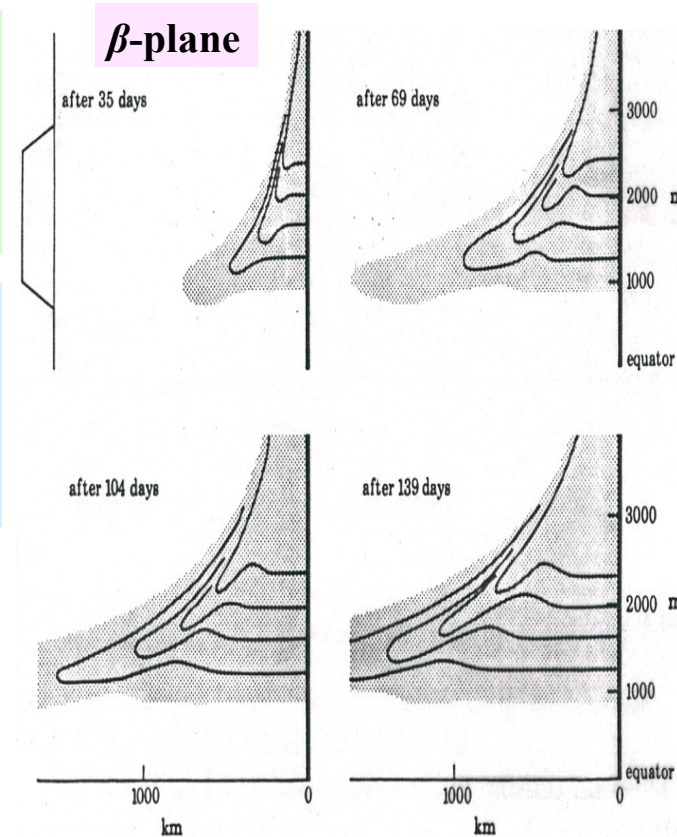 β-plane
after 35 days
after 69 days
3000
2000
1000
equator
after 104 days
after 139 days
3000
2000
1000
equator
1000 0
km
1000 0
km